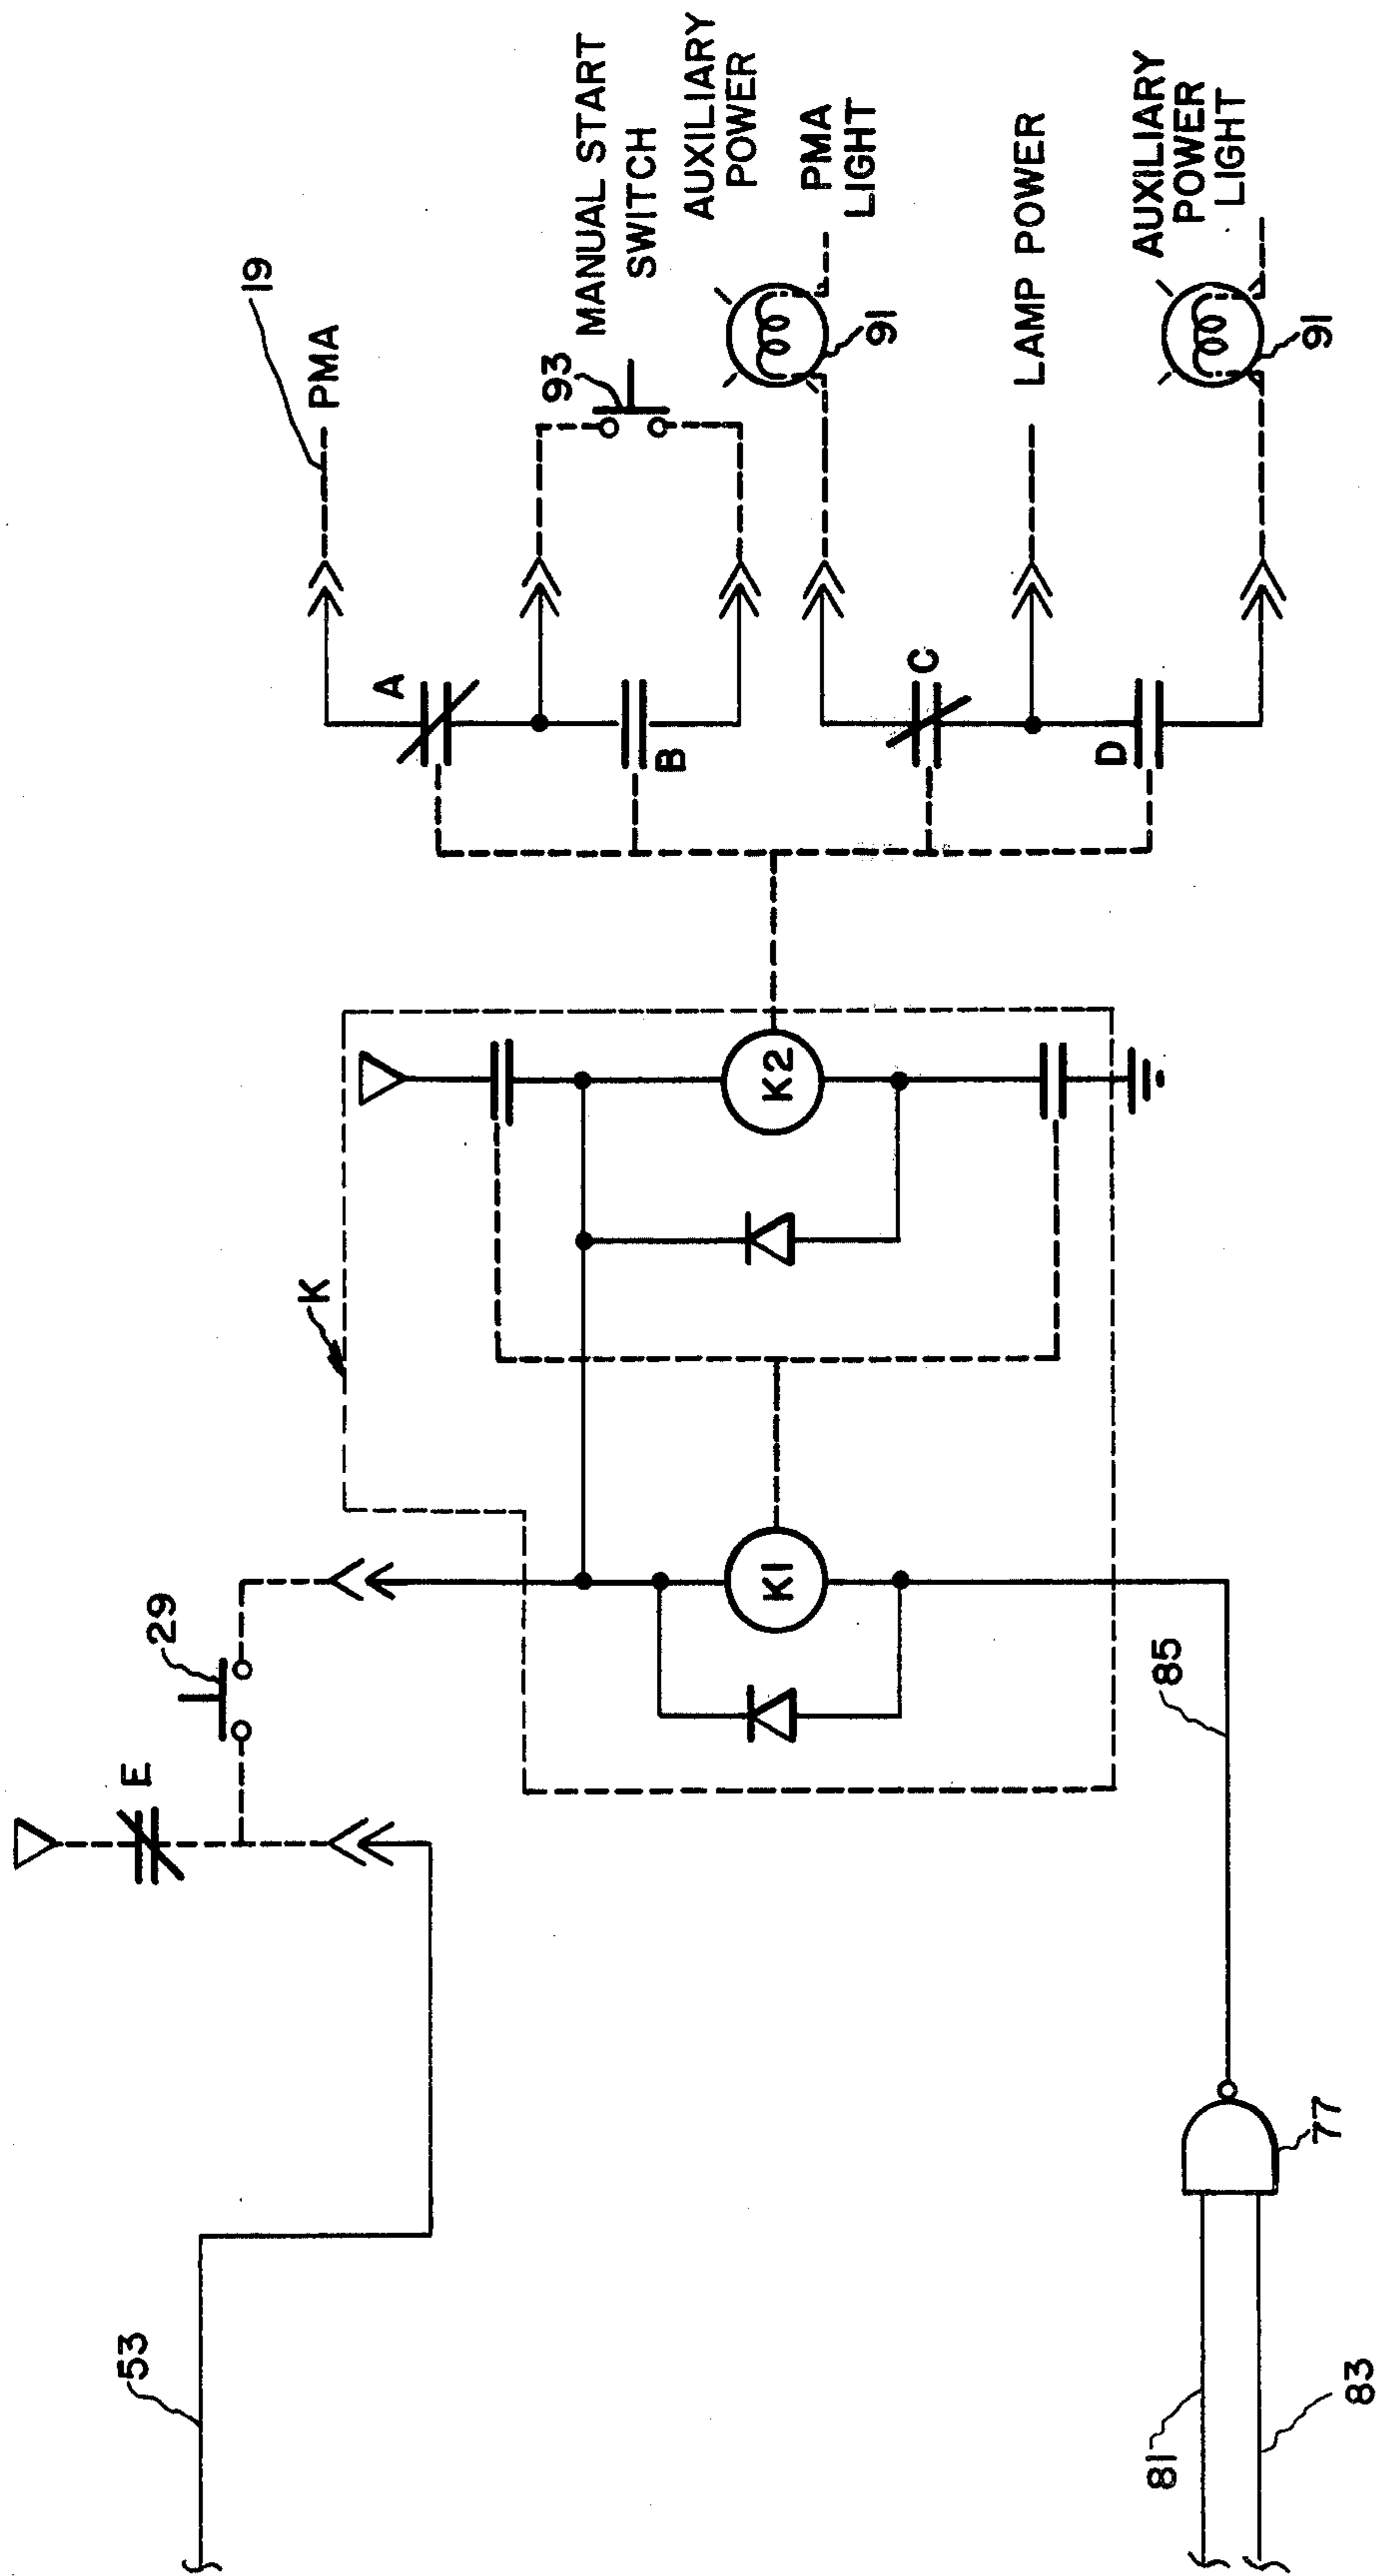 19
PMA
93
MANUAL START
SWITCH
AUXILIARY
POWER
PMA
LIGHT
91
LAMP POWER
AUXILIARY
POWER
LIGHT
91
A
B
C
D
K
K2
K1
29
E
85
53
77
81
83